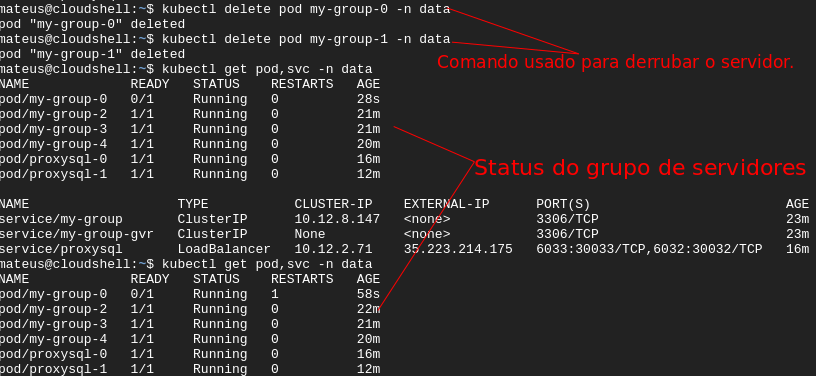 mateus@cloudshell:~$ kubectl delete pod my-group-0 -n data
pod "my-group-0" deleted
mateus@cloudshell:~$ kubectl delete pod my-group-1 -n data
pod "my-group-1" deleted
Comando usado para derrubar o servidor.
mateus@cloudshell:~$ kubectl get pod,svc -n data
NAME READY STATUS RESTARTS AGE
pod/my-group-0 0/1 Running 0 28s
pod/my-group-2 1/1 Running 0 21m
pod/my-group-3 1/1 Running 0 21m
pod/my-group-4 1/1 Running 0 20m
pod/proxysql-0 1/1 Running 0 16m
pod/proxysql-1 1/1 Running 0 12m
Status do grupo de servidores
NAME TYPE CLUSTER-IP EXTERNAL-IP PORT(S) AGE
service/my-group ClusterIP 10.12.8.147 <none> 3306/TCP 23m
service/my-group-gvr ClusterIP None <none> 3306/TCP 23m
service/proxysql LoadBalancer 10.12.2.71 35.223.214.175 6033:30033/TCP,6032:30032/TCP 16m
mateus@cloudshell:~$ kubectl get pod,svc -n data
NAME READY STATUS RESTARTS AGE
pod/my-group-0 0/1 Running 1 58s
pod/my-group-2 1/1 Running 0 22m
pod/my-group-3 1/1 Running 0 21m
pod/my-group-4 1/1 Running 0 20m
pod/proxysql-0 1/1 Running 0 16m
pod/proxysql-1 1/1 Running 0 12m